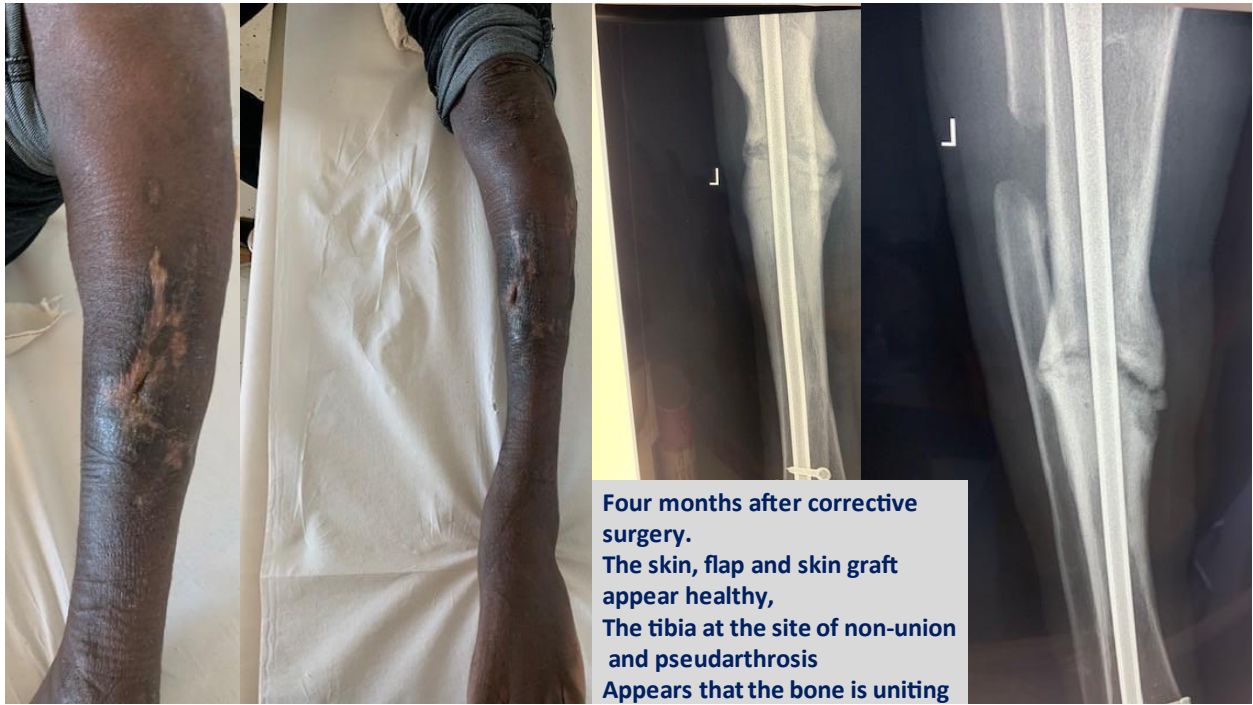 L
L
Four months after corrective
surgery.
The skin, flap and skin graft
appear healthy,
The tibia at the site of non-union
and pseudarthrosis
Appears that the bone is uniting